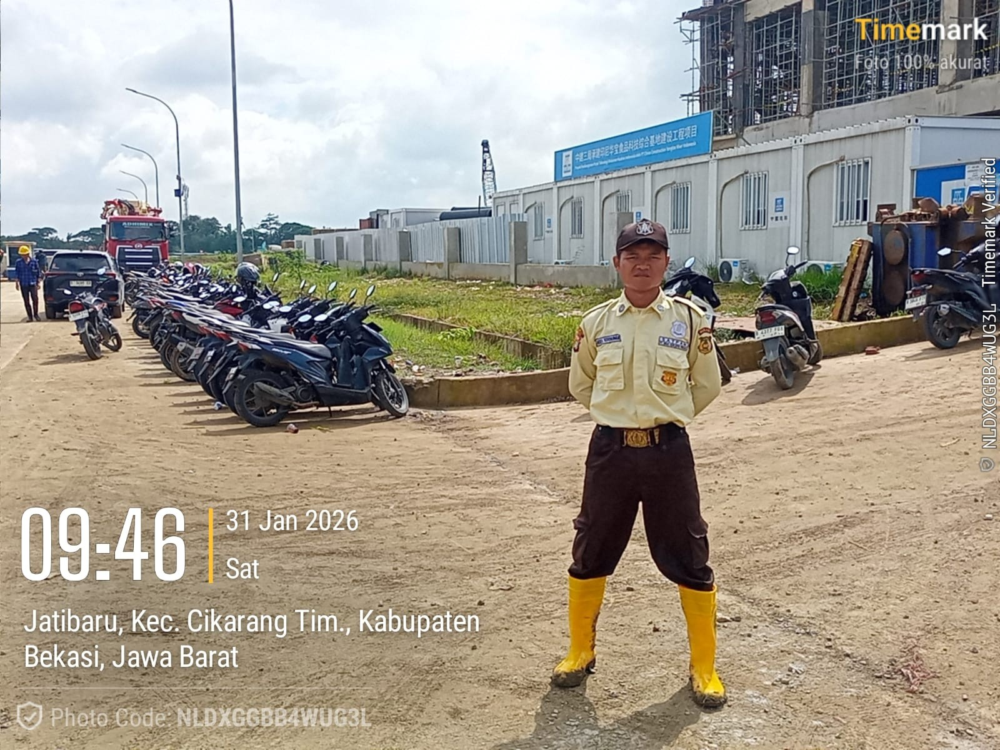 Timemark
Foto 100% akurat
中建三局承建印尼华宝食品科技综合基地建设工程项目
ADHIMIX
SATPAM
NLDXGGBB4WUG3L Timemark Verified
09:46
31 Jan 2026
Sat
Jatibaru, Kec. Cikarang Tim., Kabupaten
Bekasi, Jawa Barat
Photo Code: NLDXGGBB4WUG3L